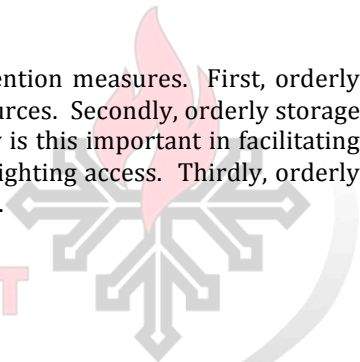 ention measures. First, orderly
urces. Secondly, orderly storage
is this important in facilitating
ighting access. Thirdly, orderly